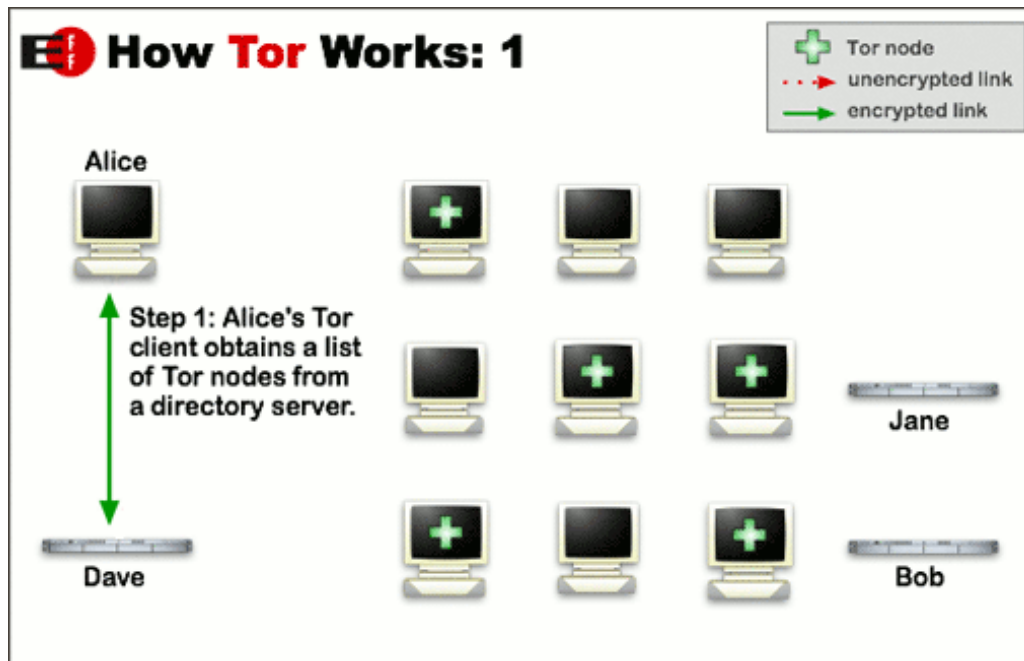 EFF How Tor Works: 1
Tor node
unencrypted link
encrypted link
Alice
Step 1: Alice's Tor
client obtains a list
of Tor nodes from
a directory server.
Jane
Dave
Bob